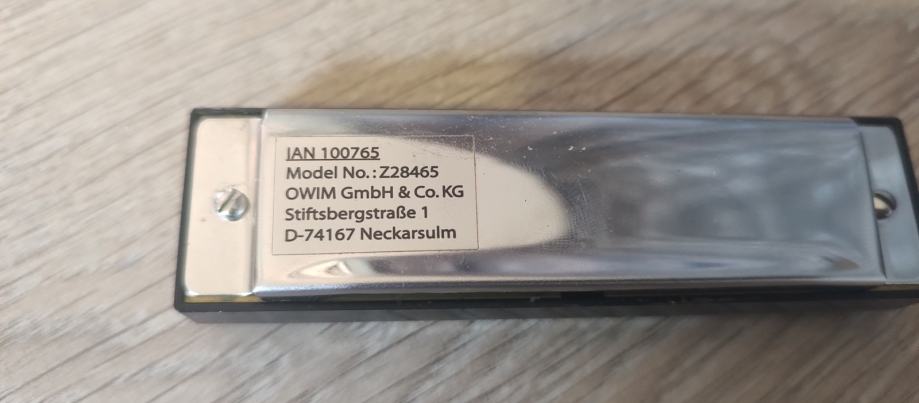 IAN 100765
Model No.: Z28465
OWIM GmbH & Co. KG
Stiftsbergstraße 1
D-74167 Neckarsulm